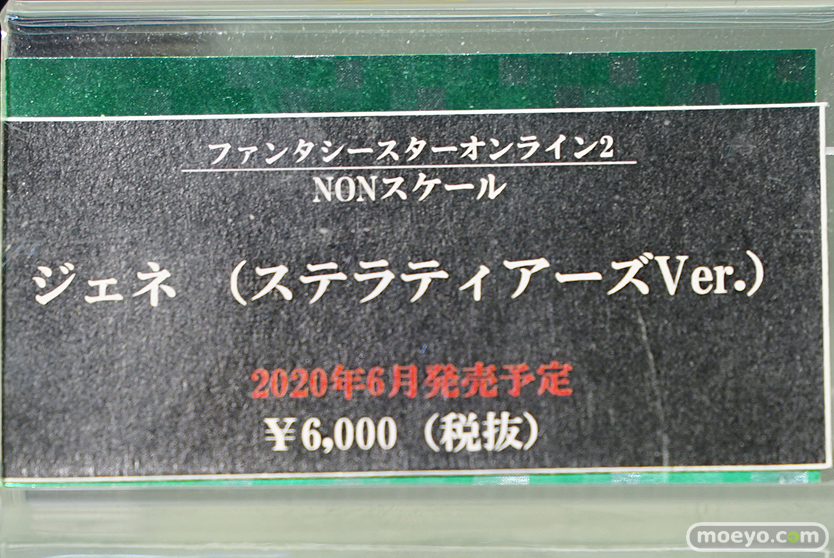 ファンタシースターオンライン2
NONスケール
ジェネ （ステラティアーズVer.）
2020年6月発売予定
￥6,000（税抜）
moeyo.com